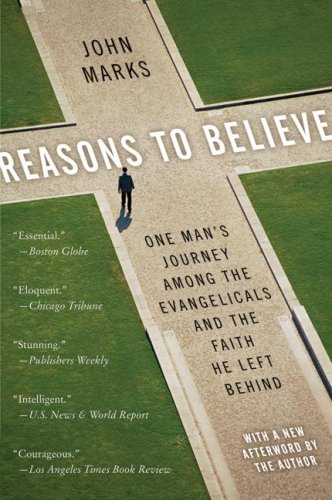 JOHN
MARKS
REASONS TO BELIEVE
"Essential."
—Boston Globe
"Eloquent."
—Chicago Tribune
"Stunning."
—Publishers Weekly
"Intelligent."
—U.S. News & World Report
"Courageous."
—Los Angeles Times Book Review
ONE MAN'S
JOURNEY
AMONG THE
EVANGELICALS
AND THE
FAITH
HE LEFT
BEHIND
WITH A NEW
AFTERWORD BY
THE AUTHOR